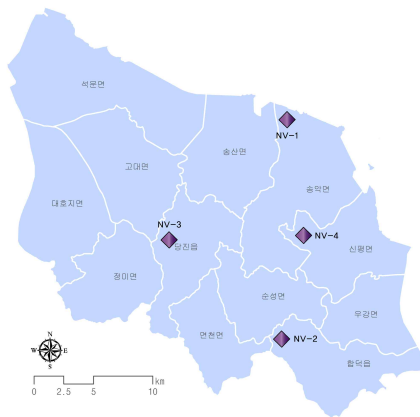 석문면
NV-1
송산면
고대면
송악면
대호지면
NV-3
당진읍
NV-4
신평면
정미면
순성면
우강면
면천면
NV-2
합덕읍
N
W E
S
0 2.5 5 10 km